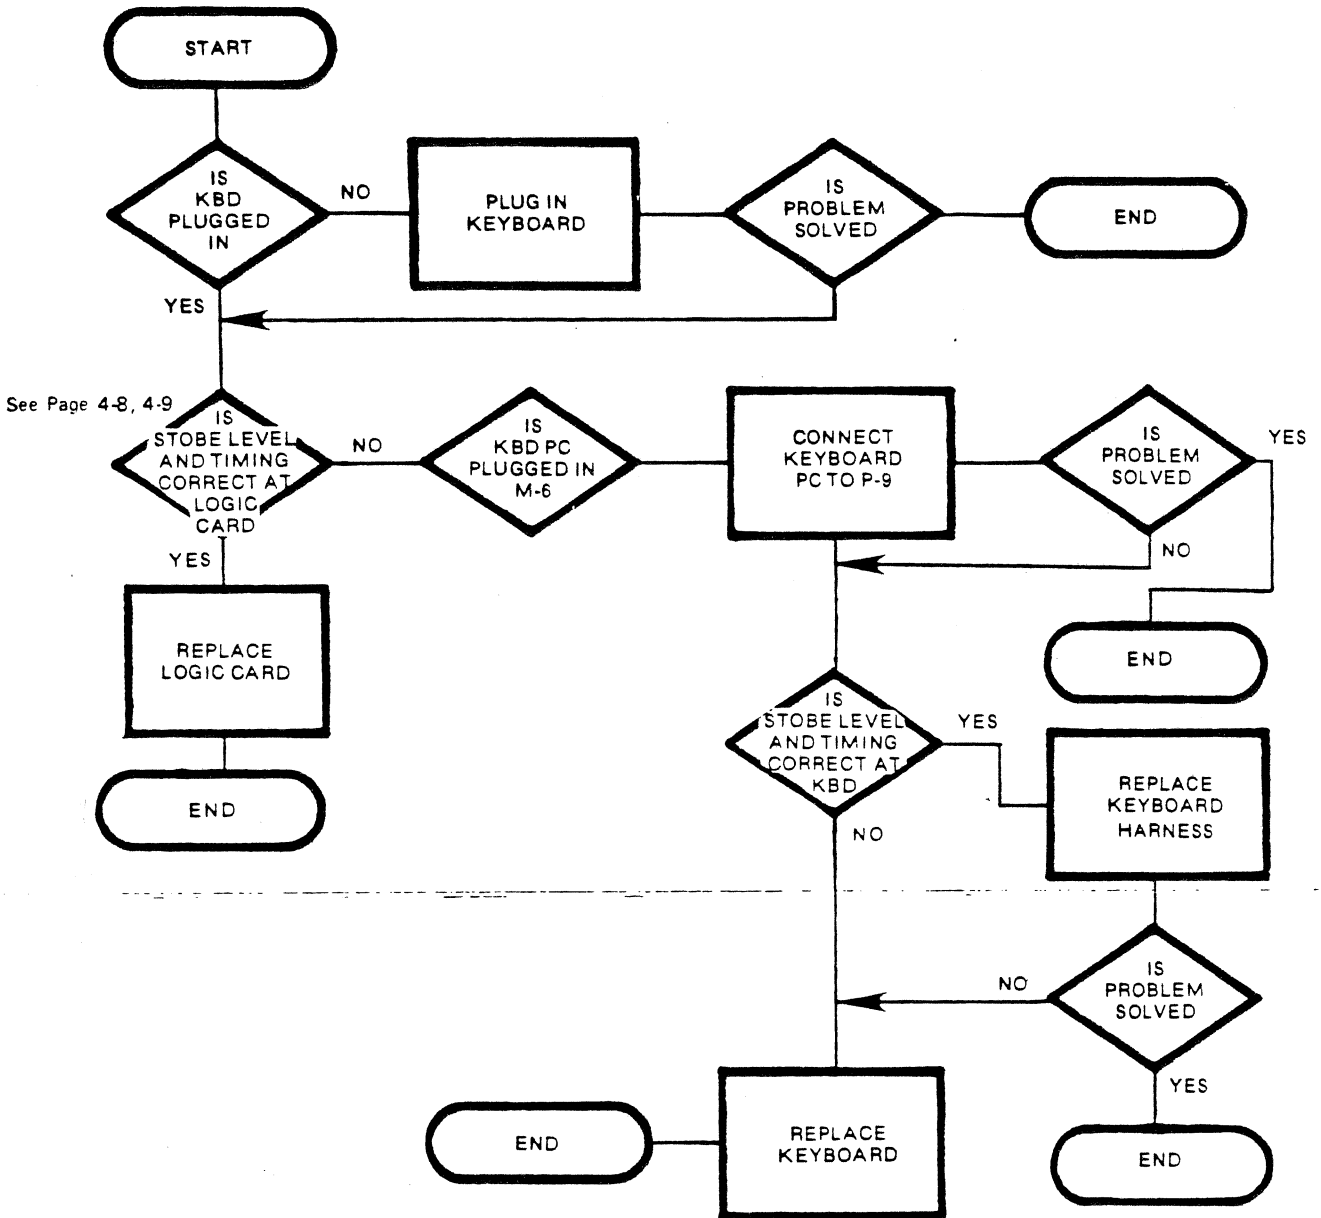 START
IS
KBD
PLUGGED
IN
NO
PLUG IN
KEYBOARD
IS
PROBLEM
SOLVED
END
YES
See Page 4-8, 4-9
IS
STOBE LEVEL
AND TIMING
CORRECT AT
LOGIC
CARD
NO
IS
KBD PC
PLUGGED IN
M-6
CONNECT
KEYBOARD
PC TO P-9
IS
PROBLEM
SOLVED
YES
NO
END
YES
REPLACE
LOGIC CARD
END
IS
STOBE LEVEL
AND TIMING
CORRECT AT
KBD
YES
NO
REPLACE
KEYBOARD
HARNESS
IS
PROBLEM
SOLVED
NO
YES
END
REPLACE
KEYBOARD
END